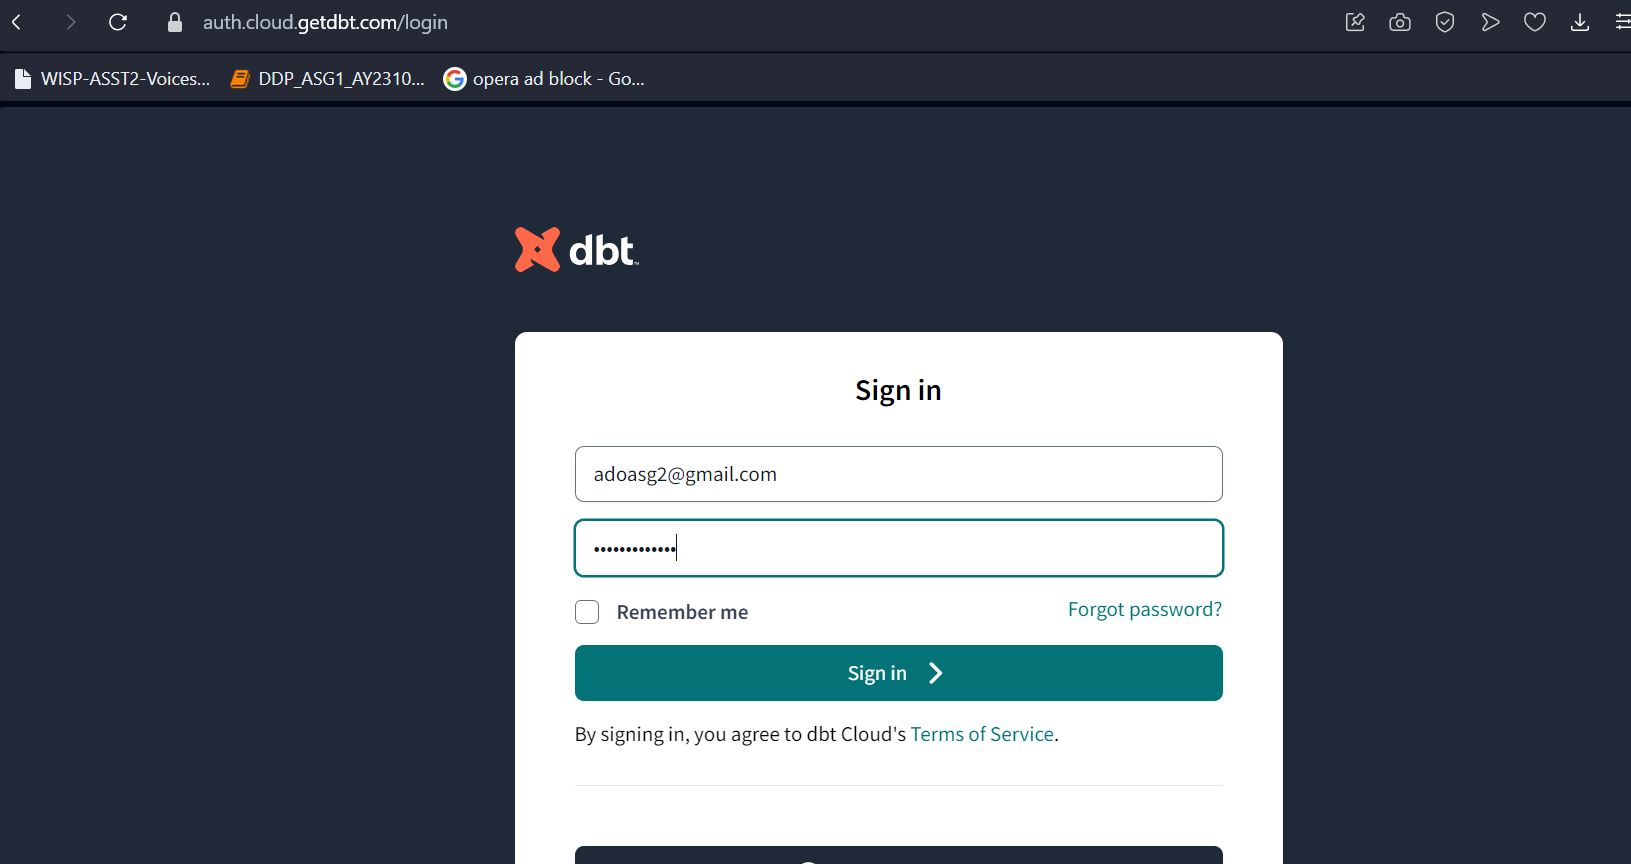 auth.cloud.getdbt.com/login
WISP-ASST2-Voices... DDP_ASG1_AY2310... opera ad block - Go...
dbt™
Sign in
adoasg2@gmail.com
•••••••••••••
Remember me Forgot password?
Sign in
By signing in, you agree to dbt Cloud's Terms of Service.